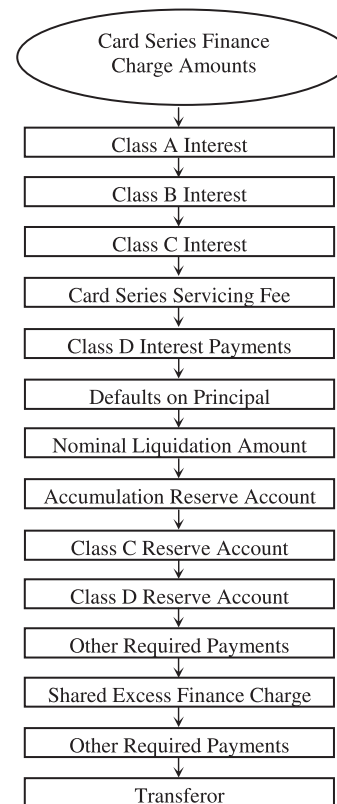 Card Series Finance
Charge Amounts
Class A Interest
Class B Interest
Class C Interest
Card Series Servicing Fee
Class D Interest Payments
Defaults on Principal
Nominal Liquidation Amount
Accumulation Reserve Account
Class C Reserve Account
Class D Reserve Account
Other Required Payments
Shared Excess Finance Charge
Other Required Payments
Transferor